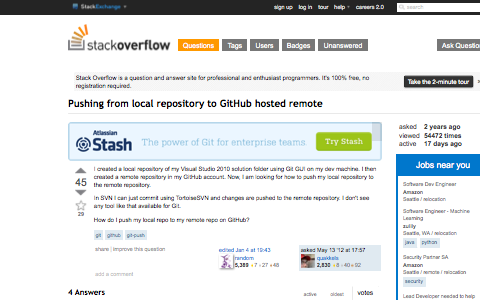 StackExchange
sign up log in tour help careers 2.0
search
stackoverflow
Questions Tags Users Badges Unanswered Ask Question
Stack Overflow is a question and answer site for professional and enthusiast programmers. It's 100% free, no
registration required.
Take the 2-minute tour
Pushing from local repository to GitHub hosted remote
Atlassian
Stash
The power of Git for enterprise teams
Try Stash
asked 2 years ago
viewed 54472 times
active 17 days ago
45
29
I created a local repository of my Visual Studio 2010 solution folder using Git GUI on my dev machine. I then
created a remote repository in my GitHub account. Now, I am looking for how to push my local repository to
the remote repository.
in SVN I can just commit using TortoiseSVN and changes are pushed to the remote repository. I don't see
any tool like that available for Git.
How do I push my local repo to my remote repo on GitHub?
git github git-push
share | improve this question
edited Jan 4 at 19:43
random
5,389 7 27 48
asked May 13 '12 at 17:57
quakkels
2,830 8 40 92
add a comment
4 Answers
active oldest votes
Jobs near you
Software Dev Engineer
Amazon
Seattle / relocation
Software Engineer - Machine
Learning
zulily
Seattle, WA / relocation
java python
Security Partner SA
Amazon
Seattle / remote / relocation
security
Lead Developer needed to help